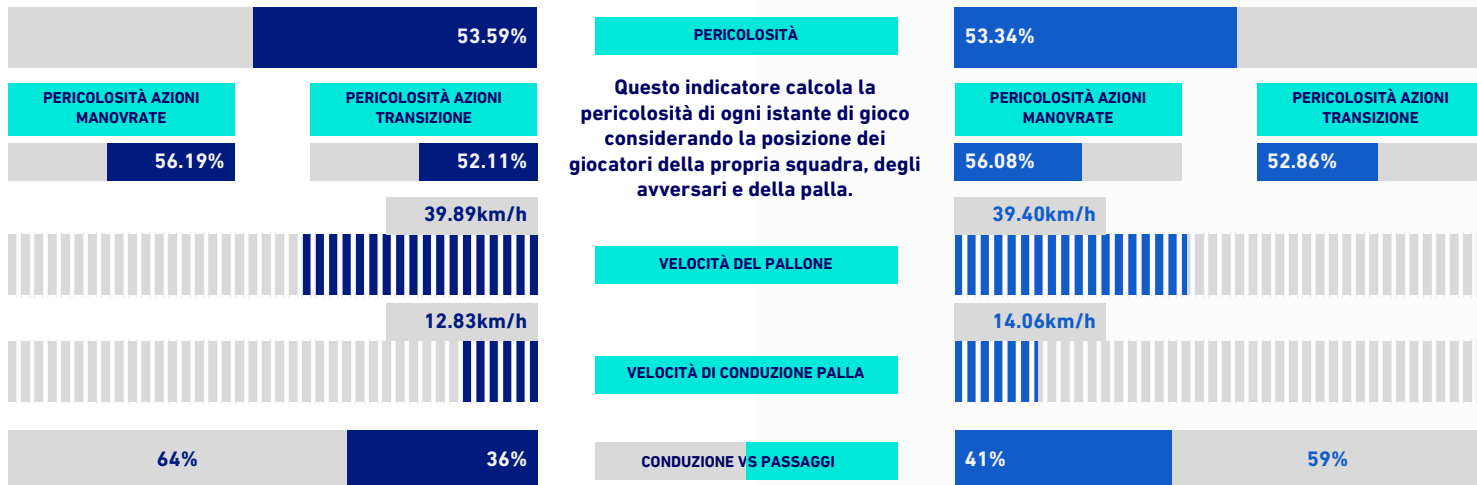 53.59%
PERICOLOSITÀ
53.34%
PERICOLOSITÀ AZIONI
MANOVRATE
PERICOLOSITÀ AZIONI
TRANSIZIONE
56.19%
52.11%
Questo indicatore calcola la
pericolosità di ogni istante di gioco
considerando la posizione dei
giocatori della propria squadra, degli
avversari e della palla.
PERICOLOSITÀ AZIONI
MANOVRATE
PERICOLOSITÀ AZIONI
TRANSIZIONE
56.08%
52.86%
39.89km/h
VELOCITÀ DEL PALLONE
39.40km/h
12.83km/h
VELOCITÀ DI CONDUZIONE PALLA
14.06km/h
64%
36%
CONDUZIONE VS PASSAGGI
41%
59%